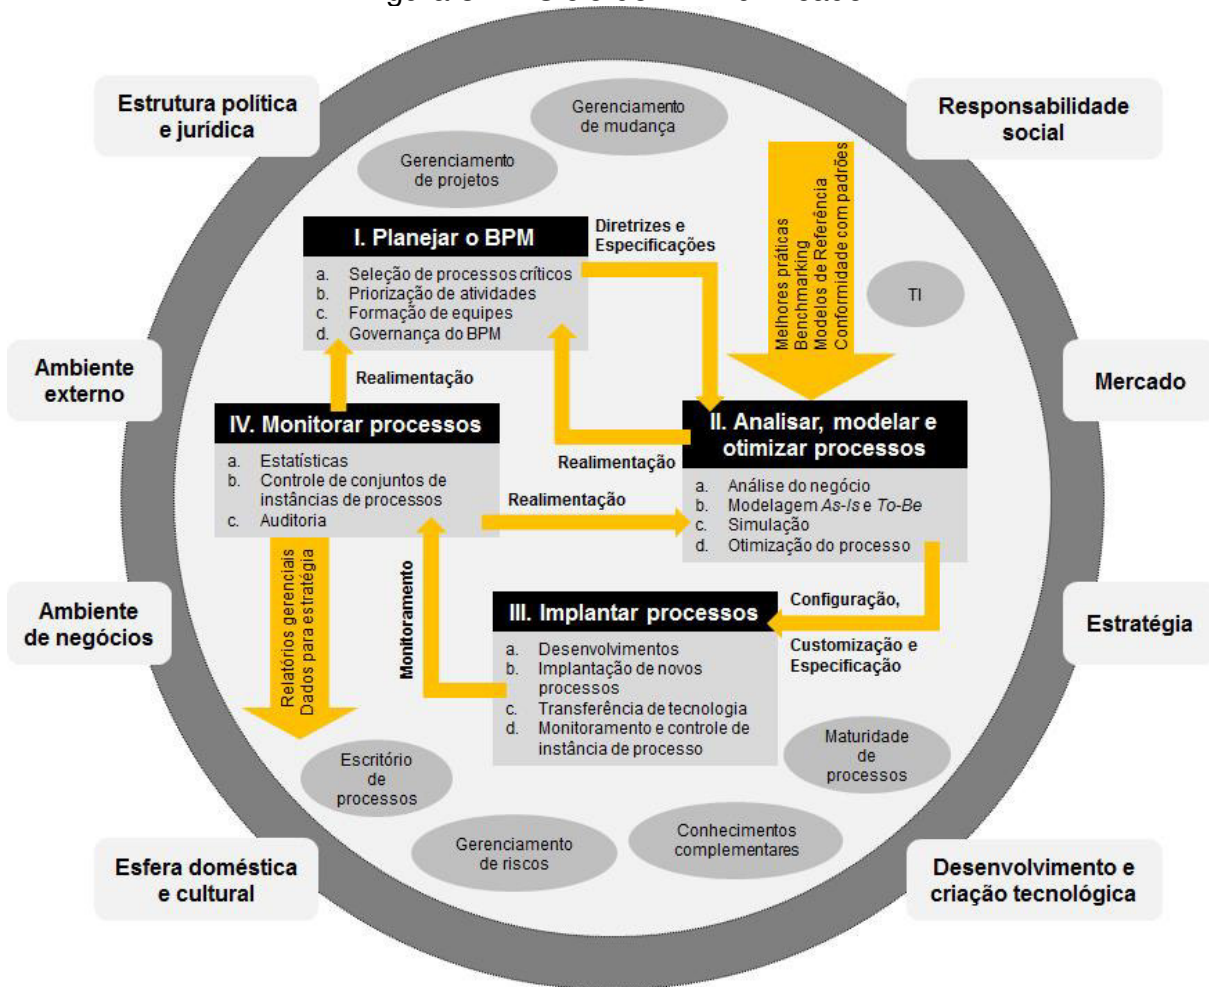 Estrutura política
e jurídica
Gerenciamento
de mudança
Responsabilidade
social
Gerenciamento
de projetos
I. Planejar o BPM
a. Seleção de processos críticos
b. Priorização de atividades
c. Formação de equipes
d. Governança do BPM
Diretrizes e
Especificações
Melhores práticas
Benchmarking
Modelos de Referência
Conformidade com padrões
TI
Ambiente
externo
Realimentação
Mercado
IV. Monitorar processos
a. Estatísticas
b. Controle de conjuntos de
instâncias de processos
c. Auditoria
Realimentação
Realimentação
II. Analisar, modelar e
otimizar processos
a. Análise do negócio
b. Modelagem As-Is e To-Be
c. Simulação
d. Otimização do processo
Ambiente
de negócios
Relatórios gerenciais
Dados para estratégia
Monitoramento
III. Implantar processos
a. Desenvolvimentos
b. Implantação de novos
processos
c. Transferência de tecnologia
d. Monitoramento e controle de
instância de processo
Configuração,
Customização e
Especificação
Estratégia
Escritório
de
processos
Maturidade
de
processos
Gerenciamento
de riscos
Conhecimentos
complementares
Esfera doméstica
e cultural
Desenvolvimento e
criação tecnológica